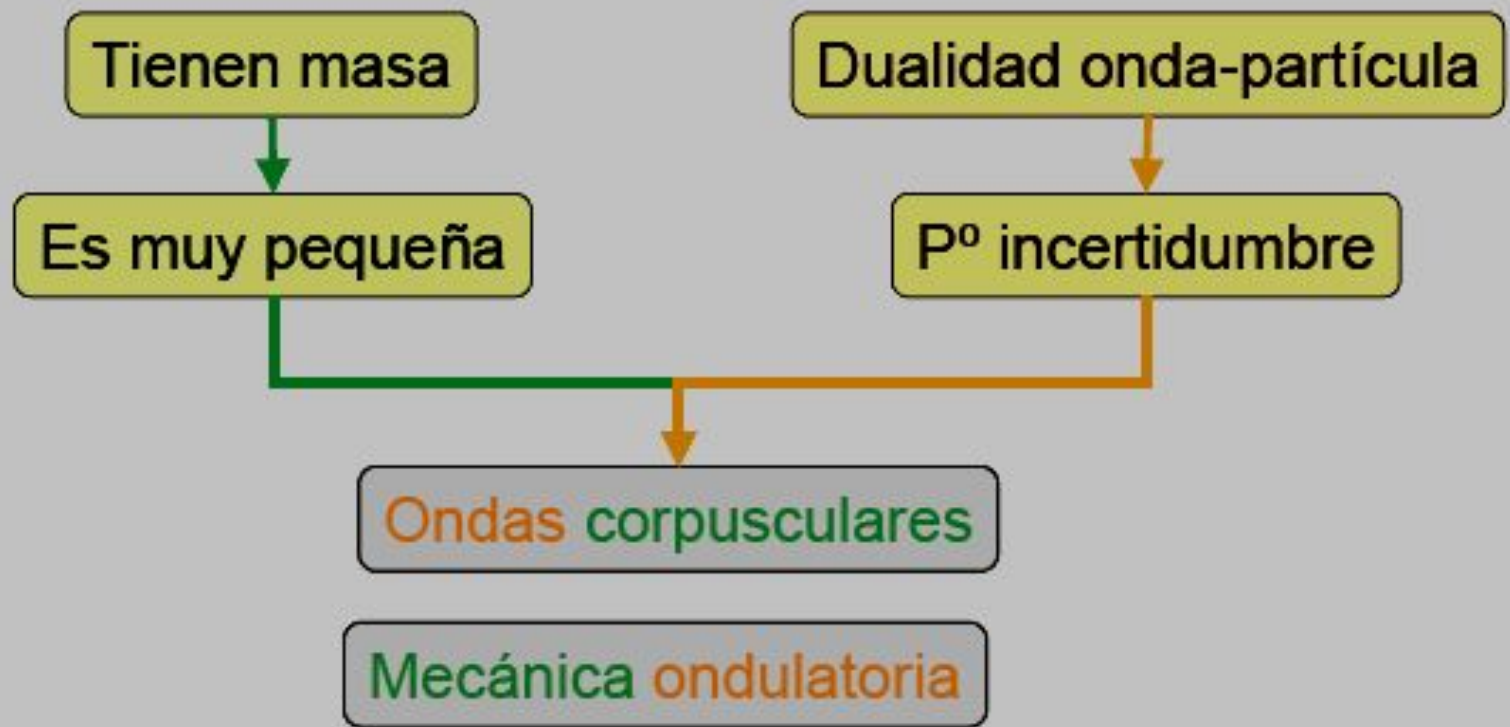 Tienen masa
Dualidad onda-partícula
Es muy pequeña
Pº incertidumbre
Ondas corpusculares
Mecánica ondulatoria